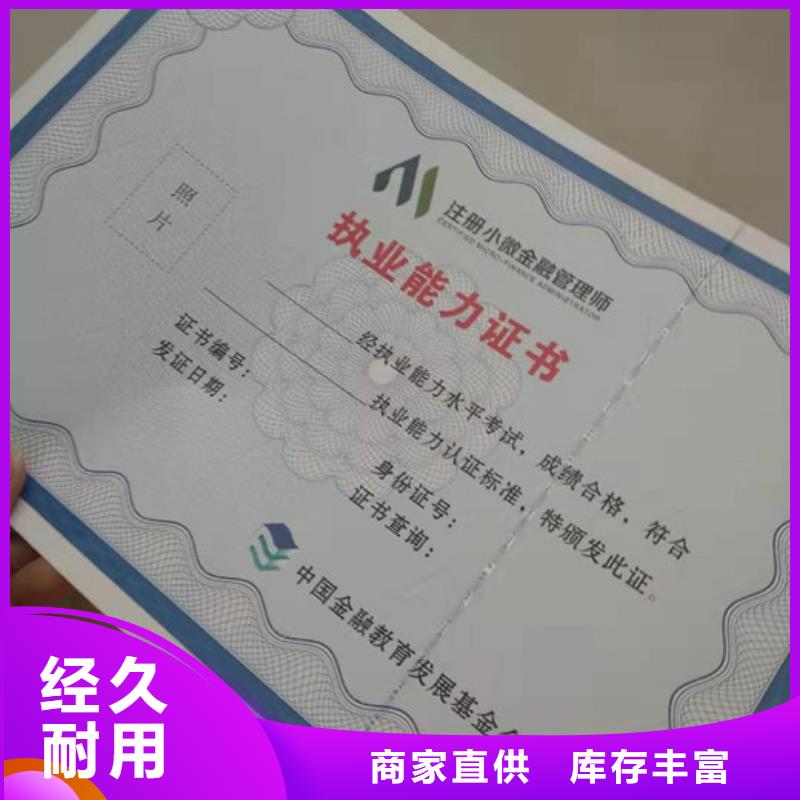 注册小微金融管理师
CERTIFIED MICRO-FINANCE ADMINISTRATOR
执业能力证书
照片
经执业能力水平考试，成绩合格，符合
执业能力认证标准，特颁发此证。
证书编号：
身份证号：
发证日期：
证书查询：
中国金融教育发展基金
经久
耐用
商家直供 库存丰富